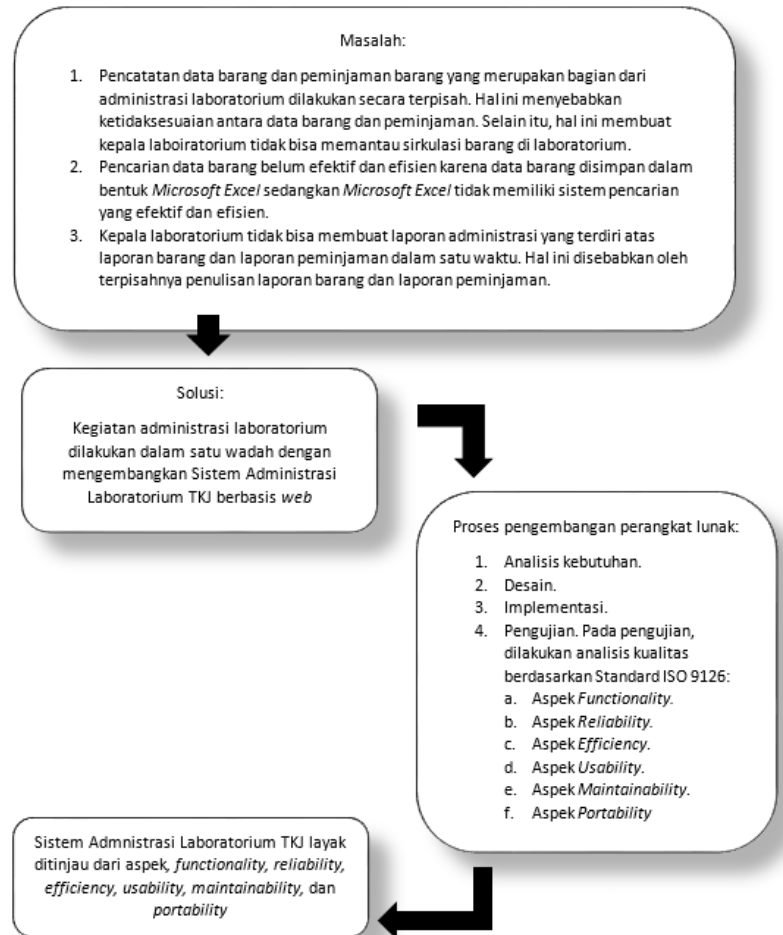 Masalah:
1. Pencatatan data barang dan peminjaman barang yang merupakan bagian dari
administrasi laboratorium dilakukan secara terpisah. Hal ini menyebabkan
ketidaksesuaian antara data barang dan peminjaman. Selain itu, hal ini membuat
kepala laboiratorium tidak bisa memantau sirkulasi barang di laboratorium.
2. Pencarian data barang belum efektif dan efisien karena data barang disimpan dalam
bentuk Microsoft Excel sedangkan Microsoft Excel tidak memiliki sistem pencarian
yang efektif dan efisien.
3. Kepala laboratorium tidak bisa membuat laporan administrasi yang terdiri atas
laporan barang dan laporan peminjaman dalam satu waktu. Hal ini disebabkan oleh
terpisahnya penulisan laporan barang dan laporan peminjaman.
Solusi:
Kegiatan administrasi laboratorium
dilakukan dalam satu wadah dengan
mengembangkan Sistem Administrasi
Laboratorium TKJ berbasis web
Proses pengembangan perangkat lunak:
1. Analisis kebutuhan.
2. Desain.
3. Implementasi.
4. Pengujian. Pada pengujian,
dilakukan analisis kualitas
berdasarkan Standard ISO 9126:
a. Aspek Functionality.
b. Aspek Reliability.
c. Aspek Efficiency.
d. Aspek Usability.
e. Aspek Maintainability.
f. Aspek Portability
Sistem Admnistrasi Laboratorium TKJ layak
ditinjau dari aspek, functionality, reliability,
efficiency, usability, maintainability, dan
portability